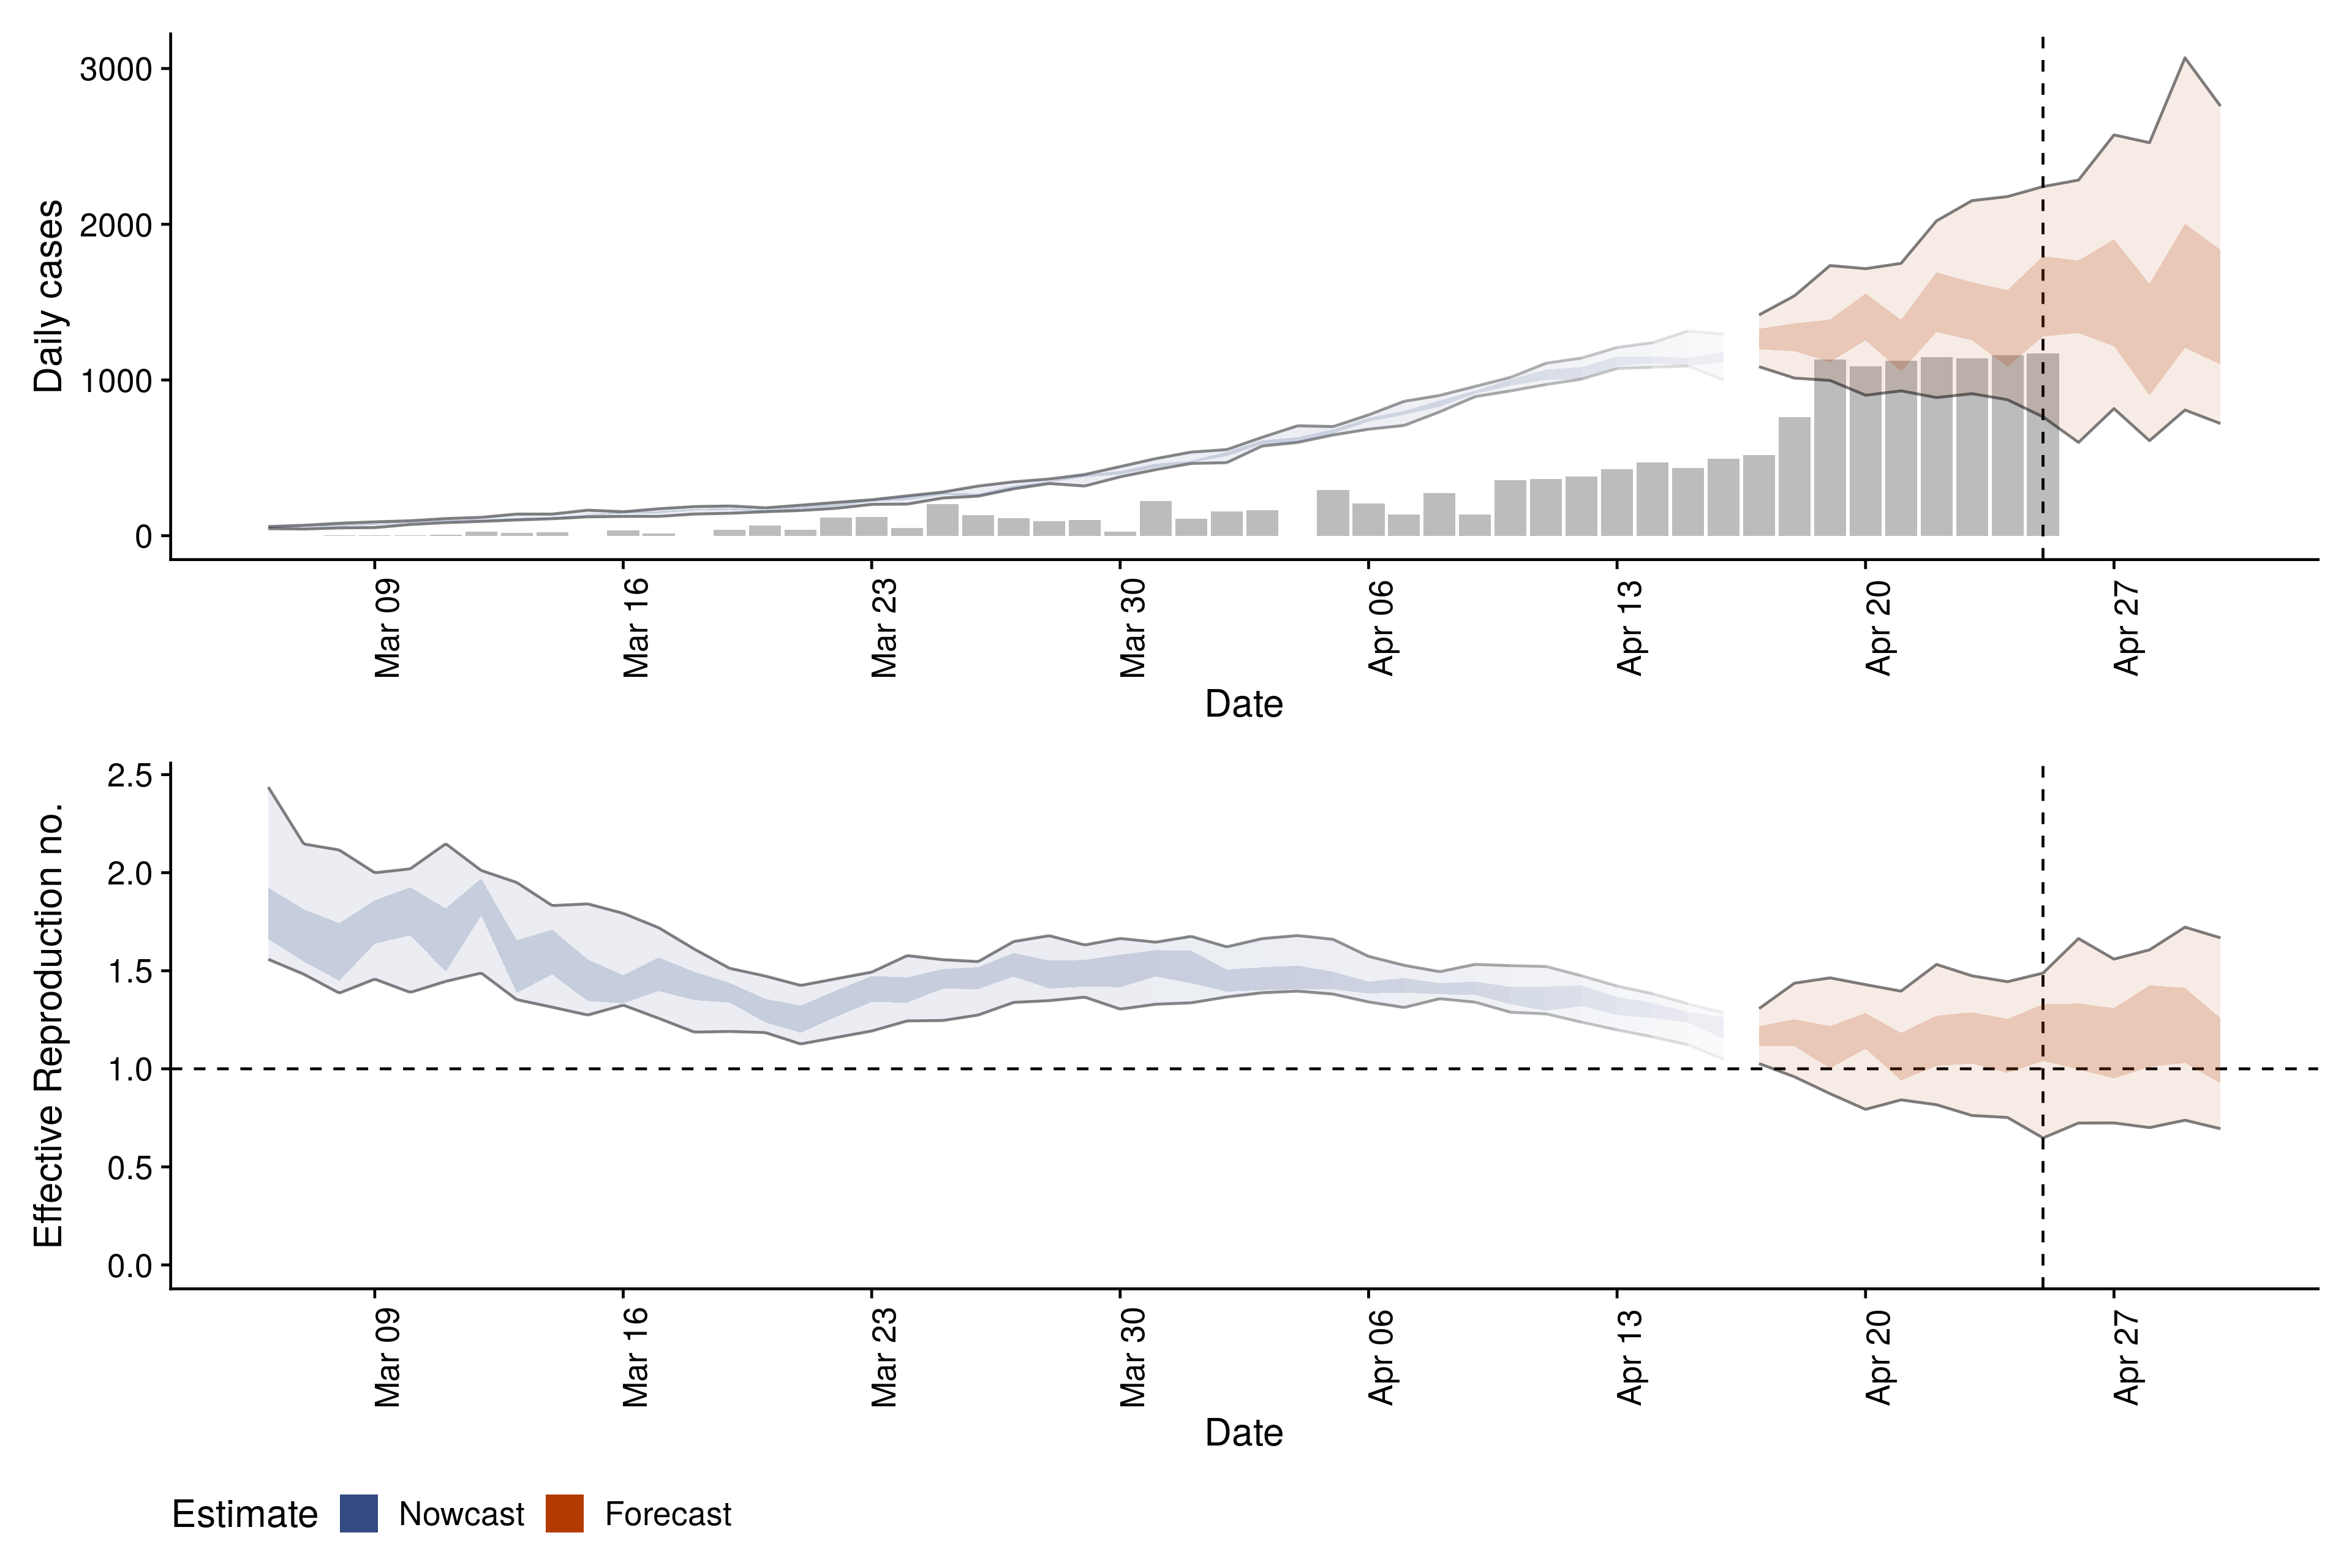 Daily cases
3000
2000
1000
0
Mar 09
Mar 16
Mar 23
Mar 30
Apr 06
Apr 13
Apr 20
Apr 27
Date
Effective Reproduction no.
2.5
2.0
1.5
1.0
0.5
0.0
Mar 09
Mar 16
Mar 23
Mar 30
Apr 06
Apr 13
Apr 20
Apr 27
Date
Estimate Nowcast Forecast